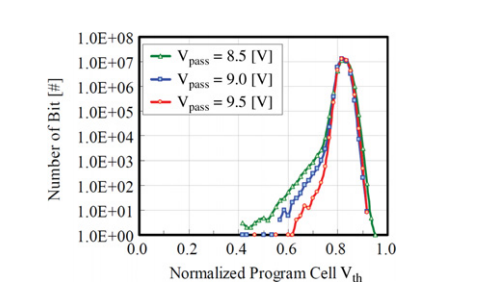 1.0E+08
1.0E+07
1.0E+06
1.0E+05
1.0E+04
1.0E+03
1.0E+02
1.0E+01
1.0E+00
Number of Bit [#]
Vpass = 8.5 [V]
Vpass = 9.0 [V]
Vpass = 9.5 [V]
0.0 0.2 0.4 0.6 0.8 1.0
Normalized Program Cell Vth